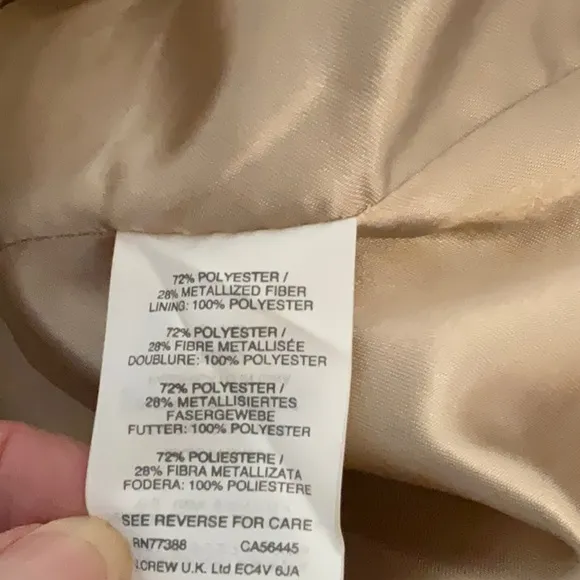 72% POLYESTER /
28% METALLIZED FIBER
LINING: 100% POLYESTER
72% POLYESTER /
28% FIBRE METALLISÉE
DOUBLURE: 100% POLYESTER
72% POLYESTER /
28% METALLISIERTES
FASERGEWEBE
FUTTER: 100% POLYESTER
72% POLIESTERE /
28% FIBRA METALLIZATA
FODERA: 100% POLIESTERE
SEE REVERSE FOR CARE
RN77388 CA56445
.CREW U.K. Ltd EC4V 6JA